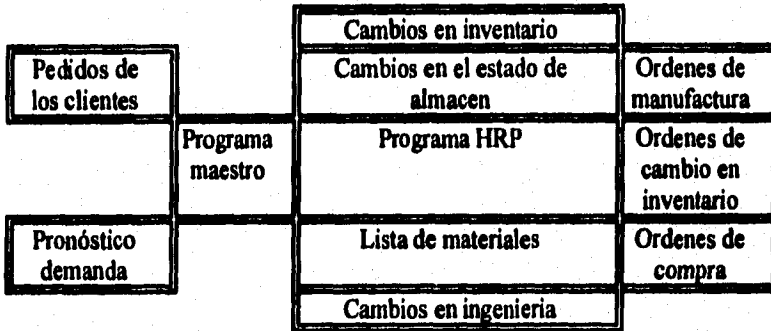 Cambios en inventario
Pedidos de
los clientes
Cambios en el estado de
almacen
Ordenes de
manufactura
Programa
maestro
Programa HRP
Ordenes de
cambio en
inventario
Pronóstico
demanda
Lista de materiales
Ordenes de
compra
Cambios en ingenieria